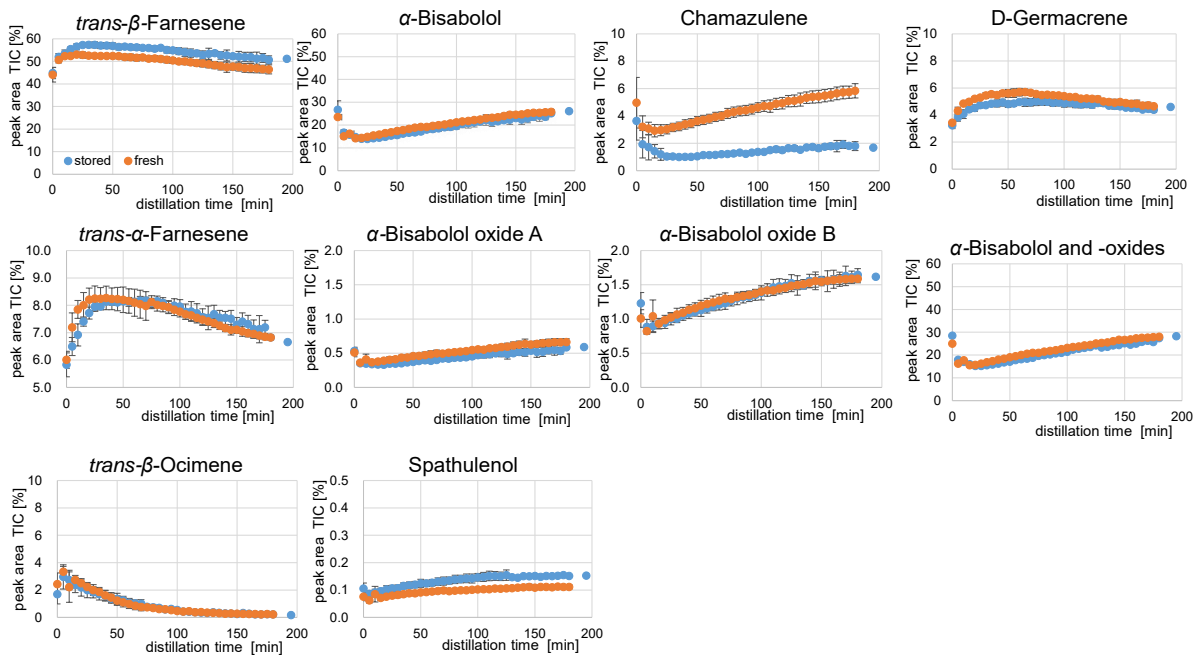 trans-β-Farnesene
peak area TIC [%]
60
50
40
30
20
10
0
stored fresh
0 50 100 150 200
distillation time [min]
α-Bisabolol
peak area TIC [%]
60
50
40
30
20
10
0
0 50 100 150 200
distillation time [min]
Chamazulene
peak area TIC [%]
10
8
6
4
2
0
0 50 100 150 200
distillation time [min]
D-Germacrene
peak area TIC [%]
10
8
6
4
2
0
0 50 100 150 200
distillation time [min]
trans-α-Farnesene
peak area TIC [%]
10.0
9.0
8.0
7.0
6.0
5.0
0 50 100 150 200
distillation time [min]
α-Bisabolol oxide A
peak area TIC [%]
2.0
1.5
1.0
0.5
0.0
0 50 100 150 200
distillation time [min]
α-Bisabolol oxide B
peak area TIC [%]
2.0
1.5
1.0
0.5
0.0
0 50 100 150 200
distillation time [min]
α-Bisabolol and -oxides
peak area TIC [%]
60
50
40
30
20
10
0
0 50 100 150 200
distillation time [min]
trans-β-Ocimene
peak area TIC [%]
10
8
6
4
2
0
0 50 100 150 200
distillation time [min]
Spathulenol
peak area TIC [%]
0.5
0.4
0.3
0.2
0.1
0.0
0 50 100 150 200
distillation time [min]